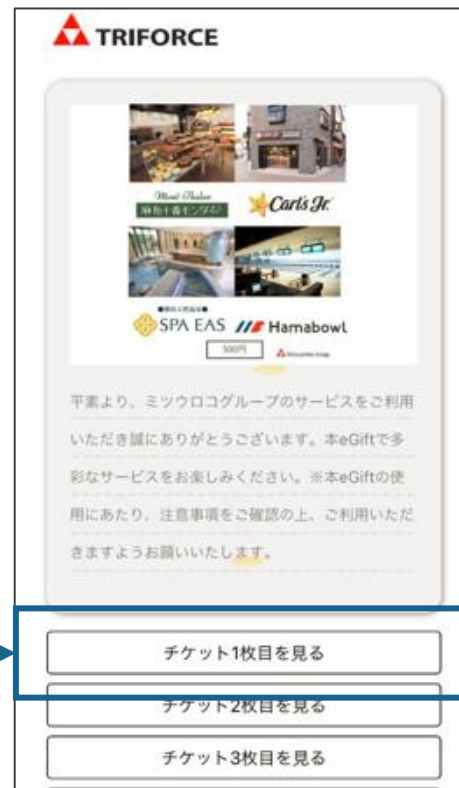 TRIFORCE
Mont-Thabor
麻布十番モンタボー
Carl's Jr.
SPA EAS
Hamabowl
500円
平素より、ミツウロコグループのサービスをご利用
いただき誠にありがとうございます。本eGiftで多
彩なサービスをお楽しみください。※本eGiftの使
用にあたり、注意事項をご確認の上、ご利用いただ
きますようお願いいたします。
チケット1枚目を見る
チケット2枚目を見る
チケット3枚目を見る